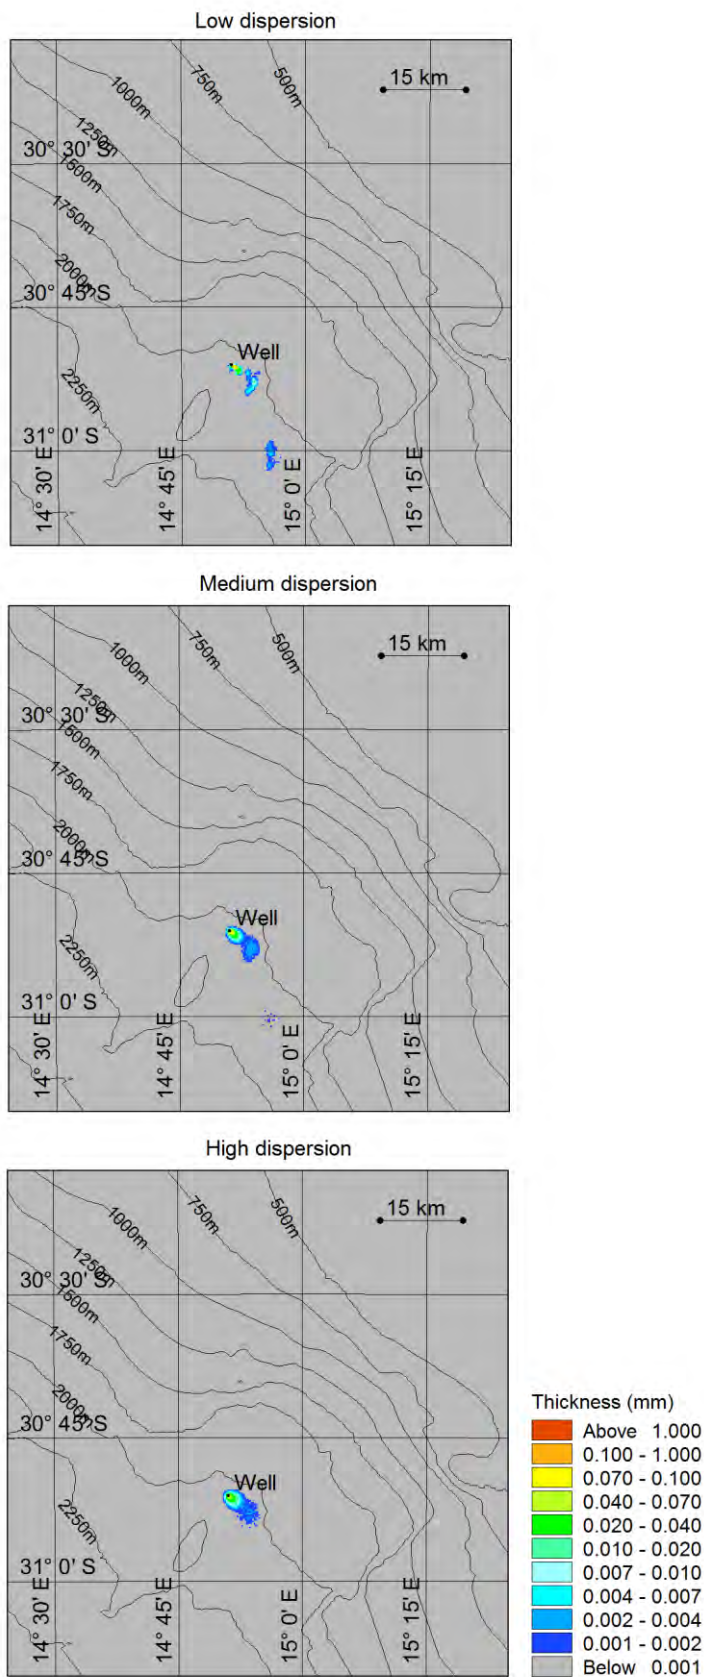 Low dispersion
15 km
500m
750m
1000m
1250m
30° 30' S
1500m
1750m
2000m
30° 45' S
Well
2250m
31° 0' S
14° 30' E
14° 45' E
15° 0' E
15° 15' E
Medium dispersion
15 km
500m
750m
1000m
1250m
30° 30' S
1500m
1750m
2000m
30° 45' S
Well
2250m
31° 0' S
14° 30' E
14° 45' E
15° 0' E
15° 15' E
High dispersion
15 km
500m
750m
1000m
1250m
30° 30' S
1500m
1750m
2000m
30° 45' S
Well
2250m
31° 0' S
14° 30' E
14° 45' E
15° 0' E
15° 15' E
Thickness (mm)
Above 1.000
0.100 - 1.000
0.070 - 0.100
0.040 - 0.070
0.020 - 0.040
0.010 - 0.020
0.007 - 0.010
0.004 - 0.007
0.002 - 0.004
0.001 - 0.002
Below 0.001